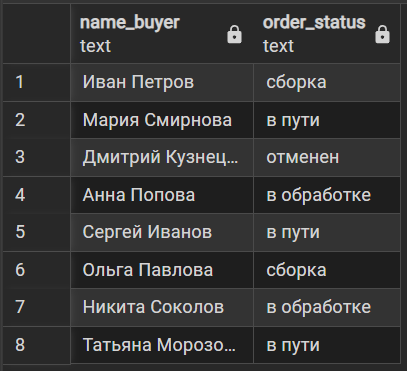 name_buyer order_status
text text
1 Иван Петров сборка
2 Мария Смирнова в пути
3 Дмитрий Кузнец... отменен
4 Анна Попова в обработке
5 Сергей Иванов в пути
6 Ольга Павлова сборка
7 Никита Соколов в обработке
8 Татьяна Морозо... в пути